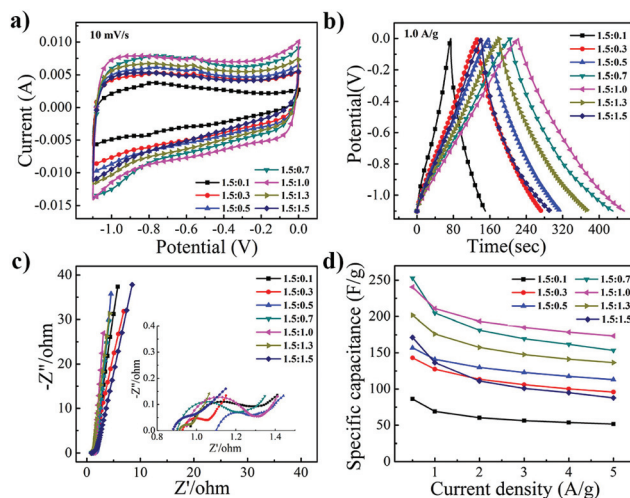 a)
10 mV/s
Current (A)
0.010
0.005
0.000
-0.005
-0.010
-0.015
1.5:0.1
1.5:0.3
1.5:0.5
1.5:0.7
1.5:1.0
1.5:1.3
1.5:1.5
-1.0 -0.8 -0.6 -0.4 -0.2 0.0
Potential (V)
b)
1.0 A/g
Potential(V)
0.0
-0.2
-0.4
-0.6
-0.8
-1.0
1.5:0.1
1.5:0.3
1.5:0.5
1.5:0.7
1.5:1.0
1.5:1.3
1.5:1.5
0 80 160 240 320 400
Time(sec)
c)
-Z''/ohm
40
30
20
10
0
1.5:0.1
1.5:0.3
1.5:0.5
1.5:0.7
1.5:1.0
1.5:1.3
1.5:1.5
-Z''/ohm
0.4
0.3
0.2
0.1
0.0
0.8 1.0 1.2 1.4
Z'/ohm
0 10 20 30 40
Z'/ohm
d)
Specific capacitance (F/g)
250
200
150
100
50
0
1.5:0.1
1.5:0.3
1.5:0.5
1.5:1.3
1.5:0.7
1.5:1.0
1.5:1.5
1 2 3 4 5
Current density (A/g)